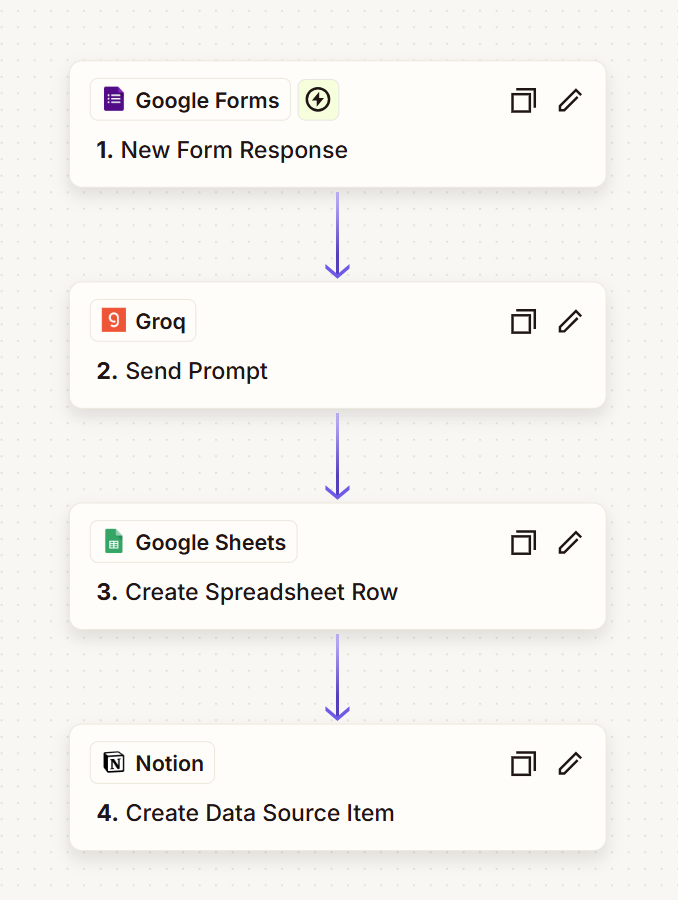 Google Forms
1. New Form Response
Groq
2. Send Prompt
Google Sheets
3. Create Spreadsheet Row
Notion
4. Create Data Source Item